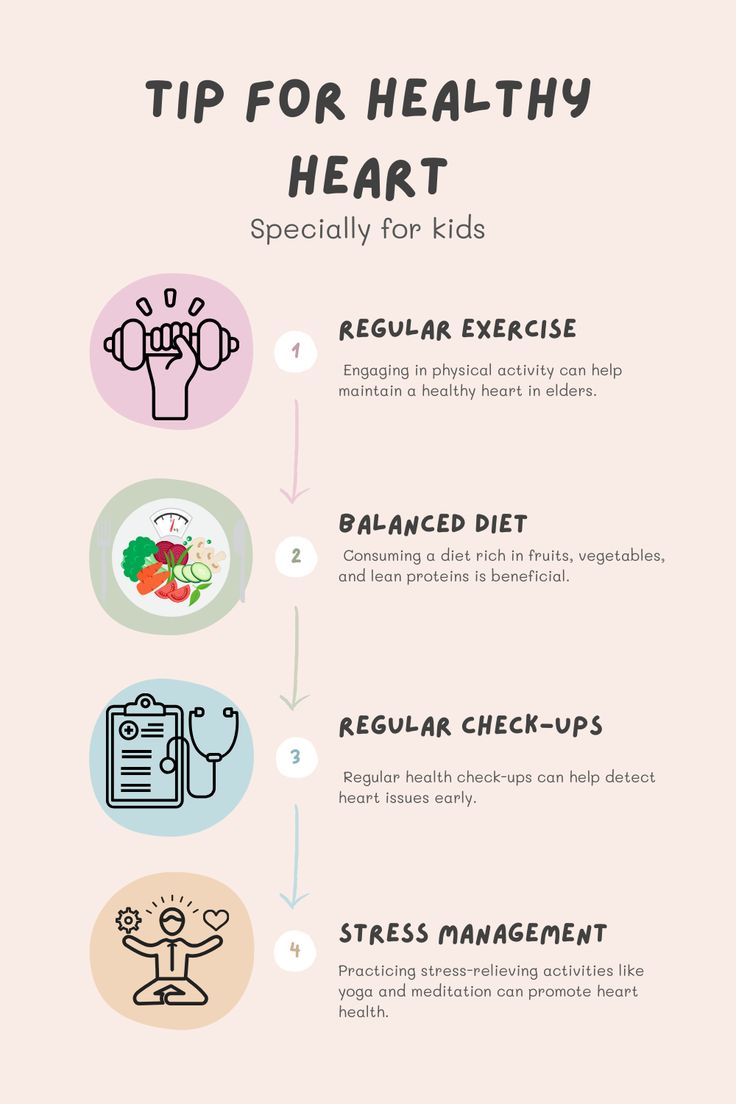 TIP FOR HEALTHY
HEART
Specially for kids
1
REGULAR EXERCISE
Engaging in physical activity can help
maintain a healthy heart in elders.
2
BALANCED DIET
Consuming a diet rich in fruits, vegetables,
and lean proteins is beneficial.
3
REGULAR CHECK-UPS
Regular health check-ups can help detect
heart issues early.
4
STRESS MANAGEMENT
Practicing stress-relieving activities like
yoga and meditation can promote heart
health.